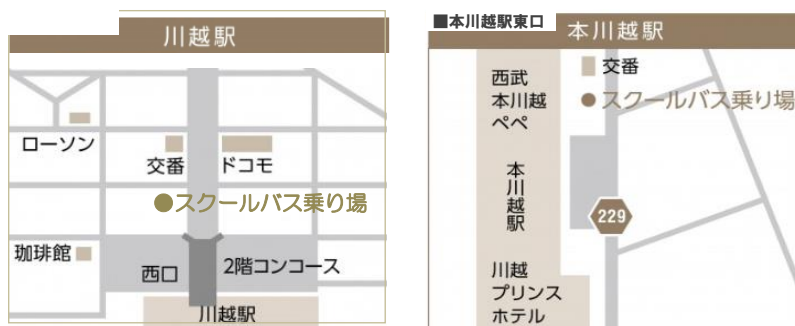 川越駅
ローソン
交番
ドコモ
●スクールバス乗り場
珈琲館
西口
2階コンコース
川越駅
■本川越駅東口
本川越駅
交番
西武
本川越
ペペ
●スクールバス乗り場
本川越駅
229
川越
プリンス
ホテル